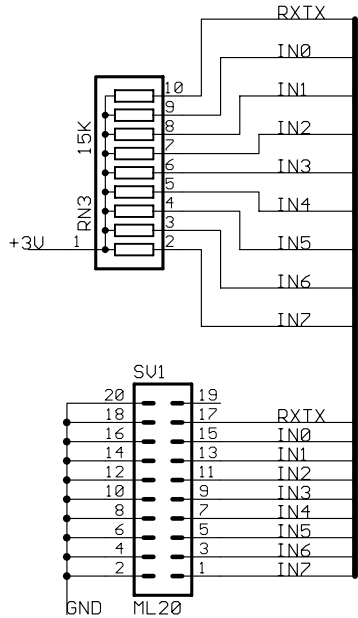 RXTX
IN0
10
9
IN1
8
7
IN2
15K
6
IN3
5
4
IN4
RN3
3
IN5
+3V 1 2
IN6
IN7
SV1
20 19
18 17 RXTX
16 15 IN0
14 13 IN1
12 11 IN2
10 9 IN3
8 7 IN4
6 5 IN5
4 3 IN6
2 1 IN7
GND ML20